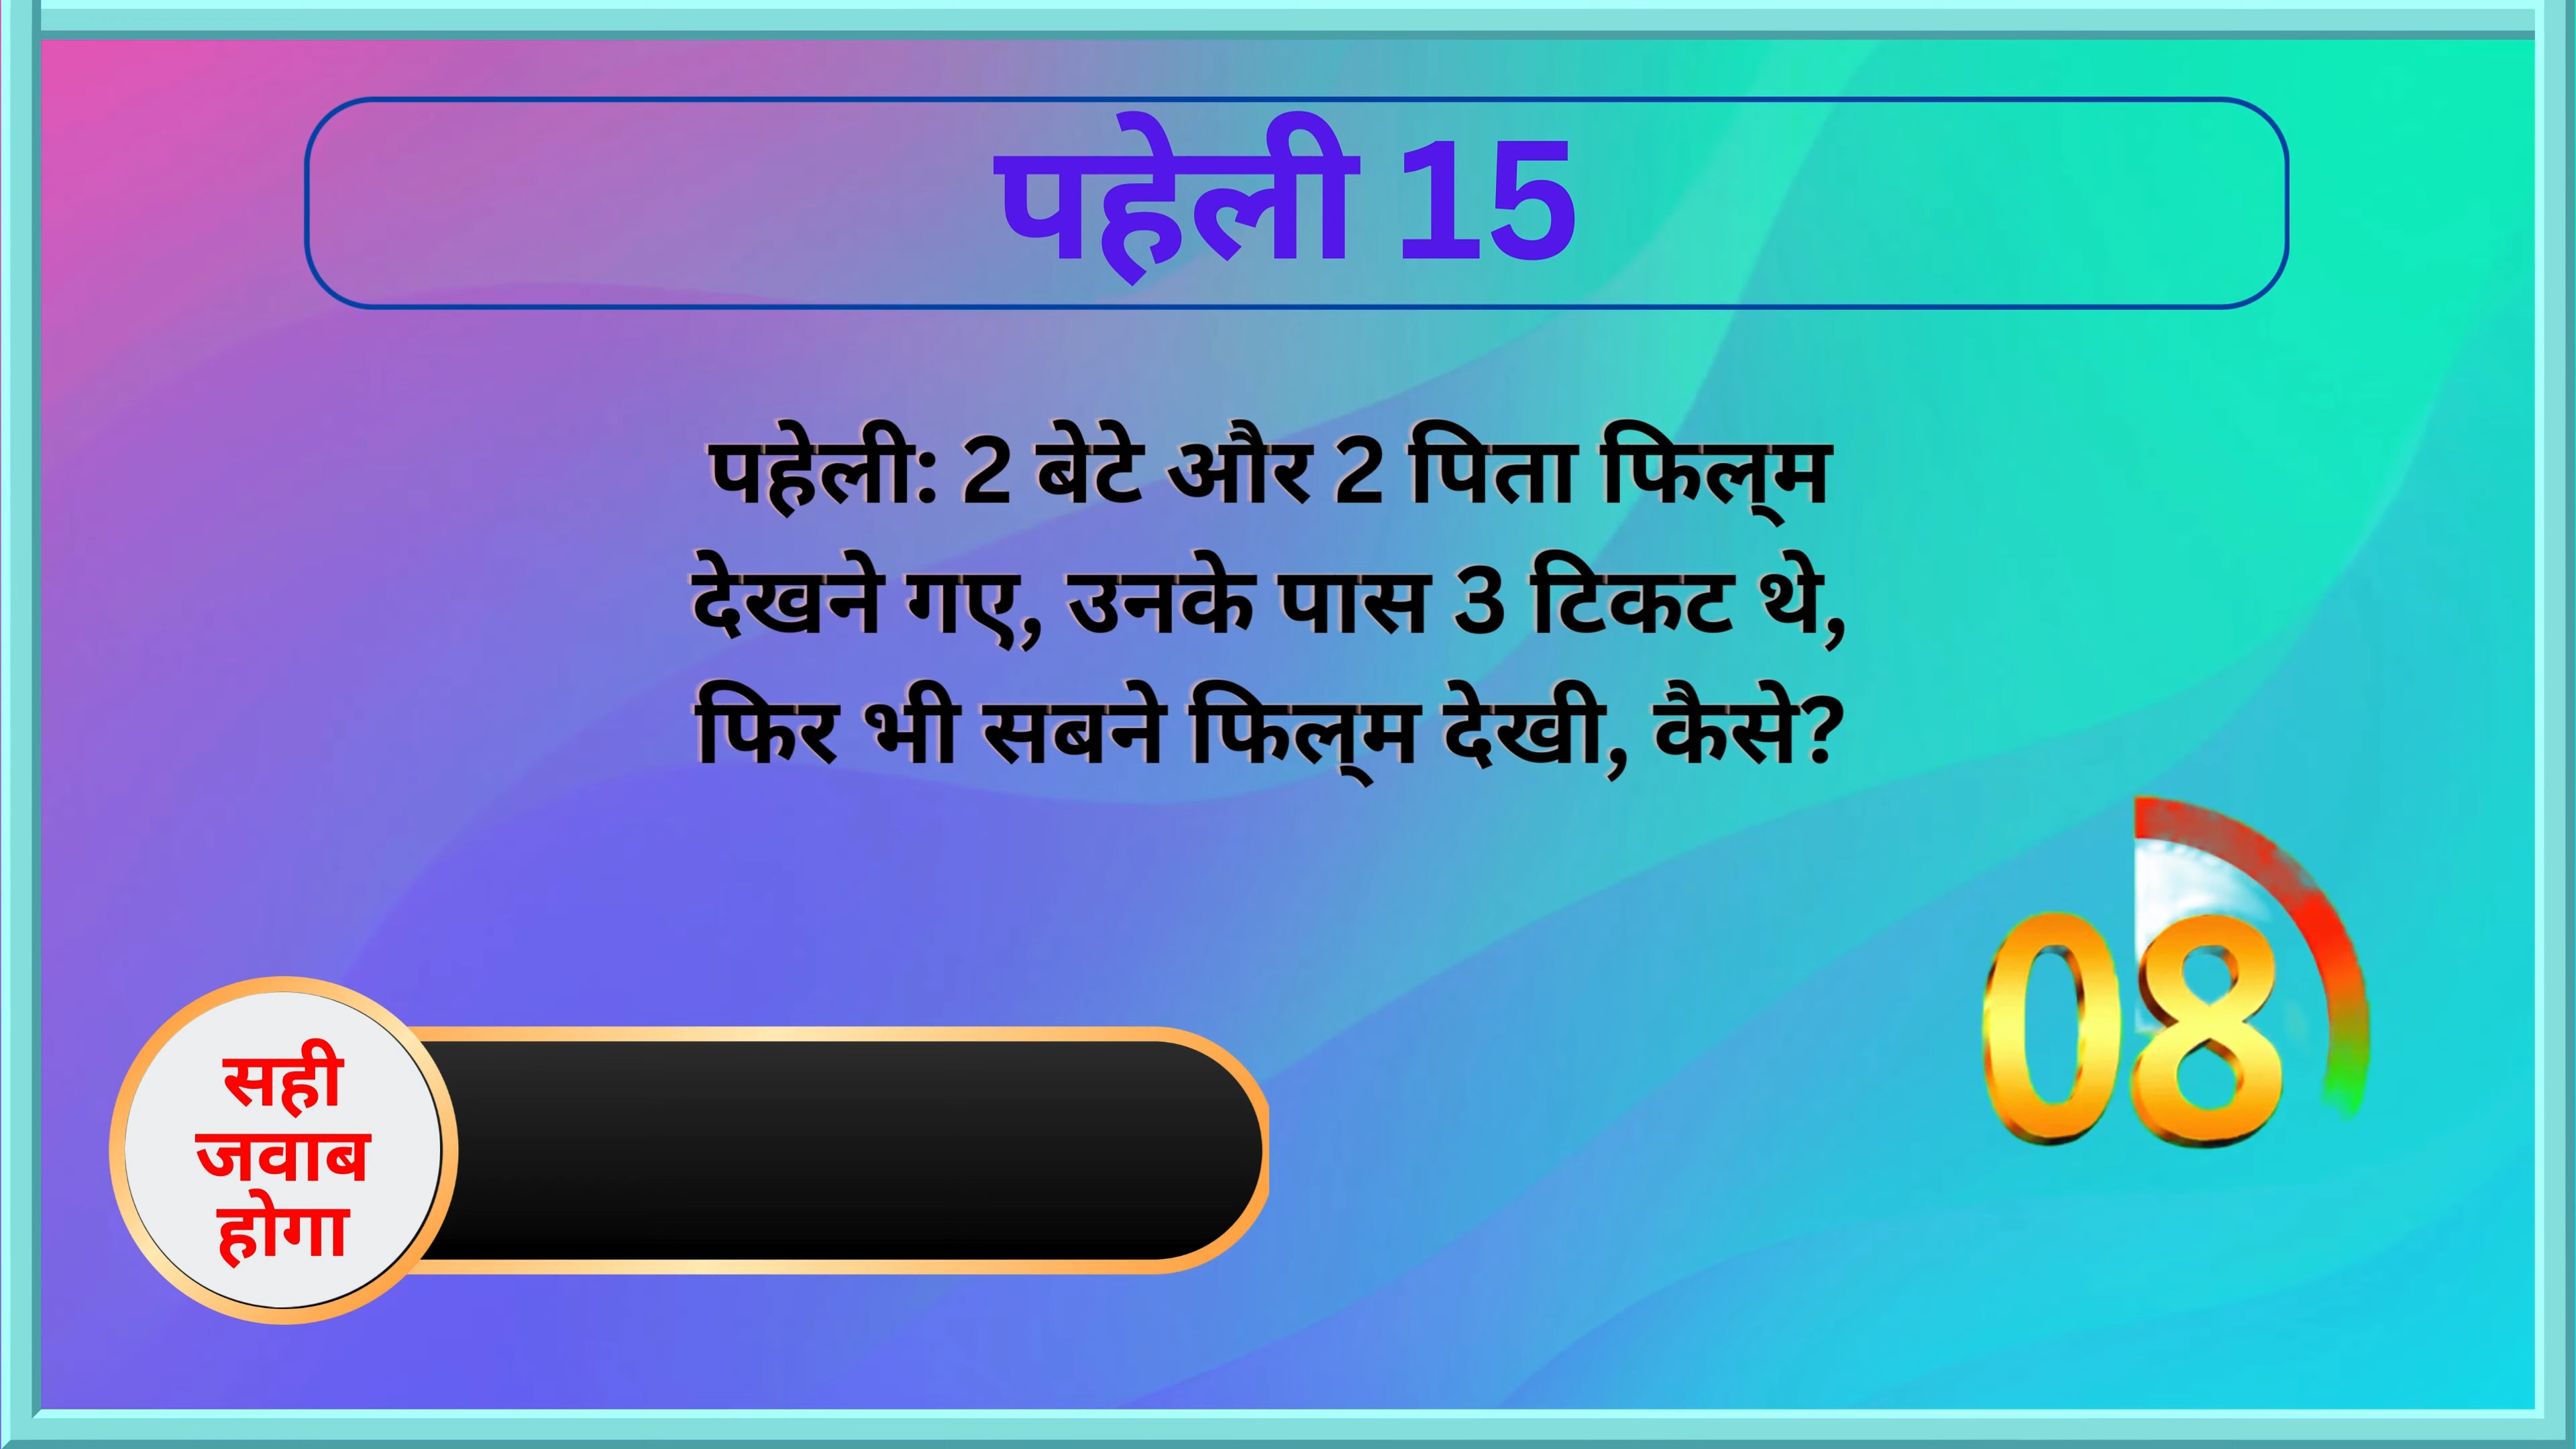 पहेली 15
पहेली: 2 बेटे और 2 पिता फिल्म
देखने गए, उनके पास 3 टिकट थे,
फिर भी सबने फिल्म देखी, कैसे?
08
सही
जवाब
होगा